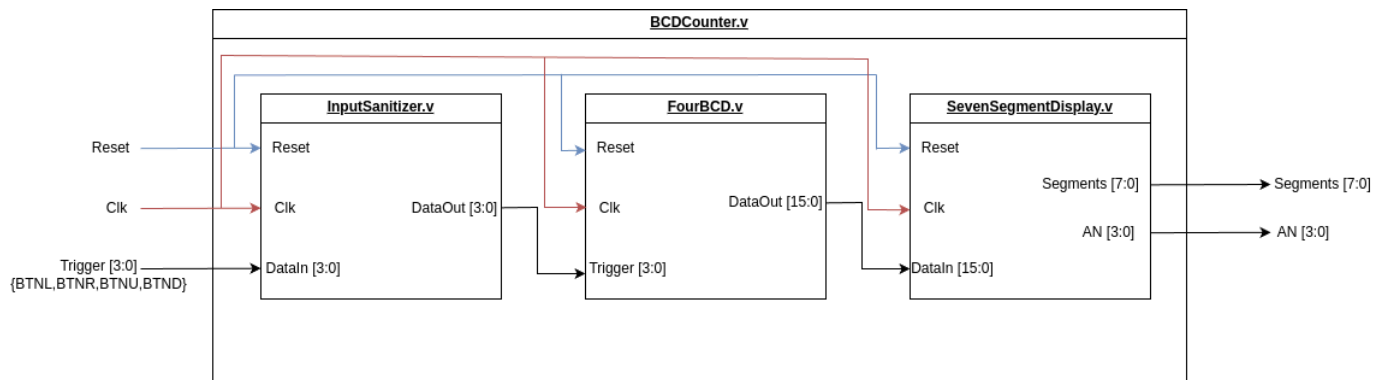 BCDCounter.v
InputSanitizer.v
FourBCD.v
SevenSegmentDisplay.v
Reset
Reset
Reset
Reset
Segments [7:0]
Segments [7:0]
Clk
Clk
DataOut [3:0]
Clk
DataOut [15:0]
Clk
AN [3:0]
AN [3:0]
Trigger [3:0]
{BTNL,BTNR,BTNU,BTND}
DataIn [3:0]
Trigger [3:0]
DataIn [15:0]